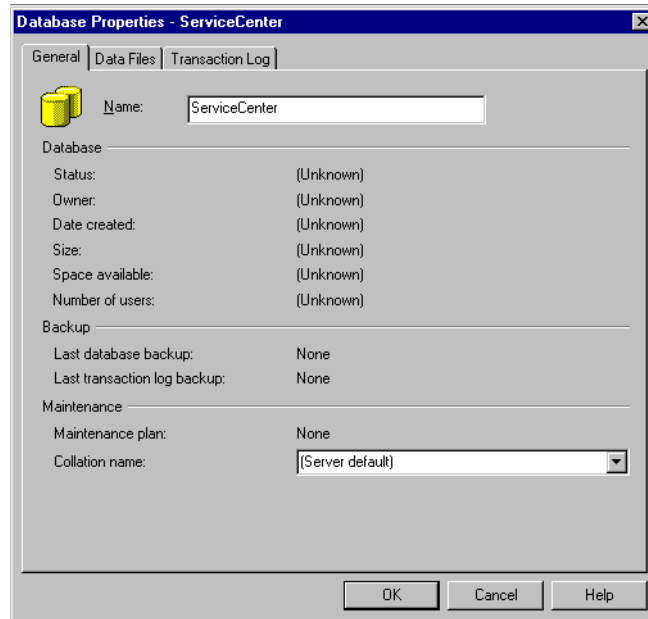 Database Properties - ServiceCenter
General Data Files Transaction Log
Name: ServiceCenter
Database
Status: (Unknown)
Owner: (Unknown)
Date created: (Unknown)
Size: (Unknown)
Space available: (Unknown)
Number of users: (Unknown)
Backup
Last database backup: None
Last transaction log backup: None
Maintenance
Maintenance plan: None
Collation name: (Server default)
OK Cancel Help